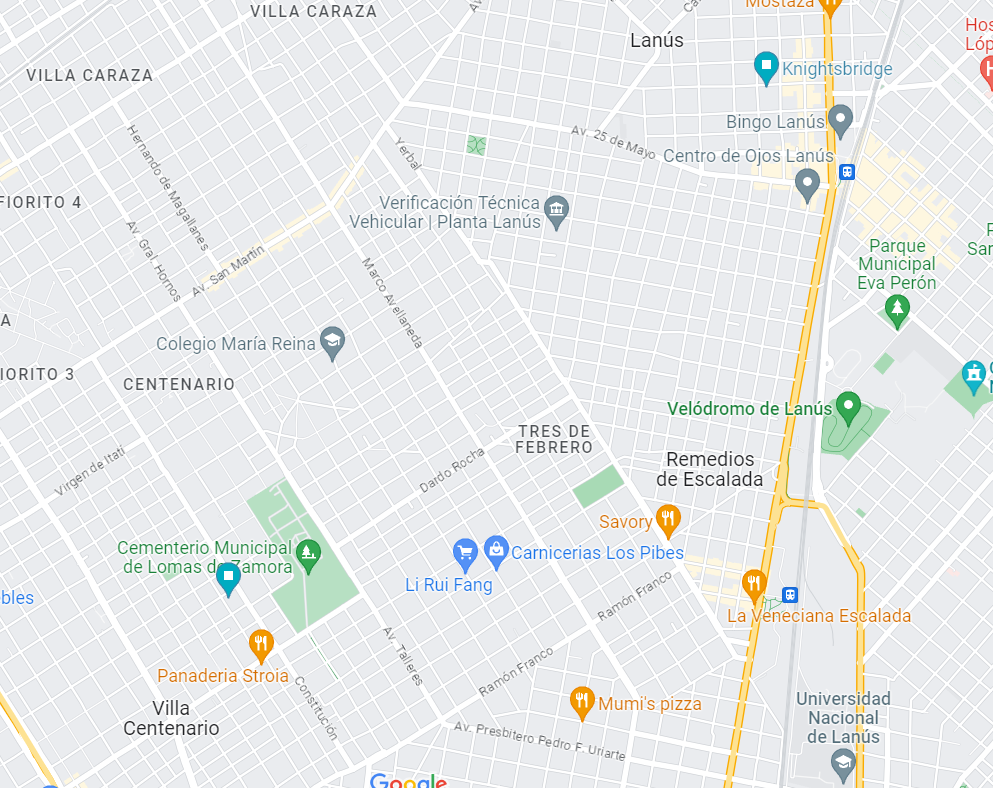 Mostaza
VILLA CARAZA
Lanús
VILLA CARAZA
Knightsbridge
Bingo Lanús
Av. 25 de Mayo
Centro de Ojos Lanús
Hernando de Magallanes
Yerbal
FIORITO 4
Verificación Técnica
Vehicular | Planta Lanús
Av. Gral. Hornos
Av. San Martín
Marco Avellaneda
Parque
Municipal
Eva Perón
Colegio María Reina
FIORITO 3
CENTENARIO
Velódromo de Lanús
TRES DE
FEBRERO
Virgen de Itatí
Dardo Rocha
Remedios
de Escalada
Savory
Cementerio Municipal
de Lomas de Zamora
Carnicerias Los Pibes
Li Rui Fang
Ramón Franco
La Veneciana Escalada
Panaderia Stroia
Av. Talleres
Ramón Franco
Constitución
Mumi's pizza
Villa
Centenario
Av. Presbítero Pedro F. Uriarte
Universidad
Nacional
de Lanús
Google